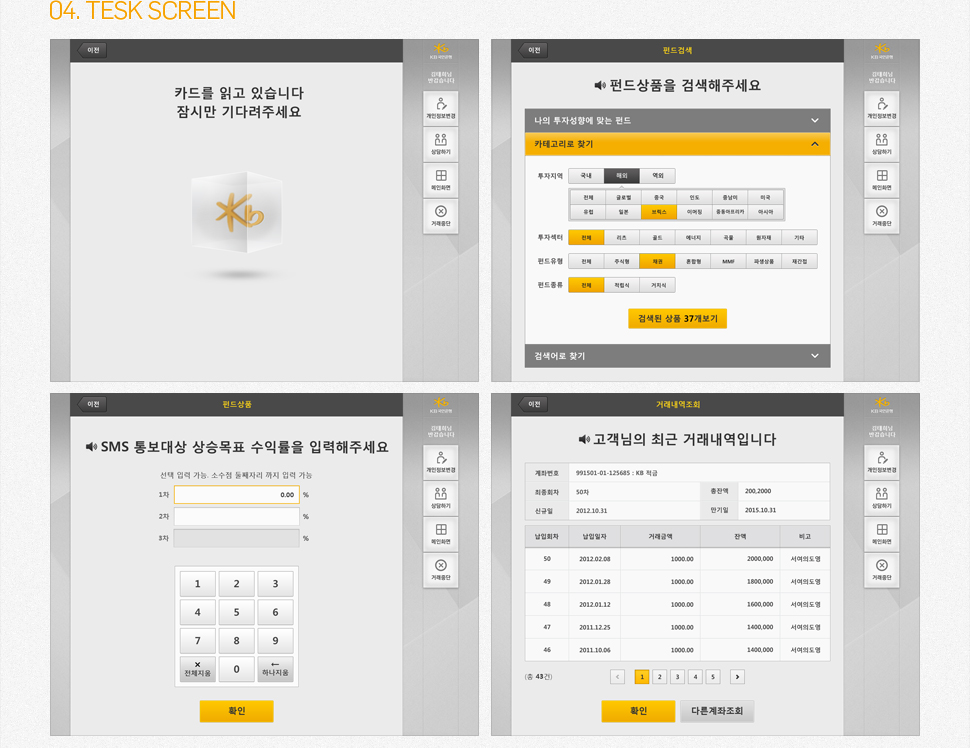 04. TESK SCREEN
이전
카드를 읽고 있습니다
잠시만 기다려주세요
Kb
Kb
KB 국민은행
김태희님
반갑습니다
개인정보변경
상담하기
메인화면
거래중단
이전
펀드검색
펀드상품을 검색해주세요
나의 투자성향에 맞는 펀드
카테고리로 찾기
투자지역 국내 해외 역외
전체 글로벌 중국 인도 중남미 미국
유럽 일본 브릭스 이머징 중동아프리카 아시아
투자섹터 전체 리츠 골드 에너지 곡물 원자재 기타
펀드유형 전체 주식형 채권 혼합형 MMF 파생상품 재간접
펀드종류 전체 적립식 거치식
검색된 상품 37개보기
검색어로 찾기
Kb
KB 국민은행
김태희님
반갑습니다
개인정보변경
상담하기
메인화면
거래중단
이전
펀드상품
SMS 통보대상 상승목표 수익률을 입력해주세요
선택 입력 가능. 소수점 둘째자리 까지 입력 가능
1차 0.00 %
2차 %
3차 %
1 2 3
4 5 6
7 8 9
전체지움 0 하나지움
확인
Kb
KB 국민은행
김태희님
반갑습니다
개인정보변경
상담하기
메인화면
거래중단
이전
거래내역조회
고객님의 최근 거래내역입니다
계좌번호 991501-01-125685 : KB 적금
최종회차 50차 총잔액 200,2000
신규일 2012.10.31 만기일 2015.10.31
납입회차 납입일자 거래금액 잔액 비고
50 2012.02.08 1000.00 2000,000 서여의도영
49 2012.01.28 1000.00 1800,000 서여의도영
48 2012.01.12 1000.00 1600,000 서여의도영
47 2011.12.25 1000.00 1400,000 서여의도영
46 2011.10.06 1000.00 1400,000 서여의도영
(총 43건) < 1 2 3 4 5 >
확인 다른계좌조회
Kb
KB 국민은행
김태희님
반갑습니다
개인정보변경
상담하기
메인화면
거래중단